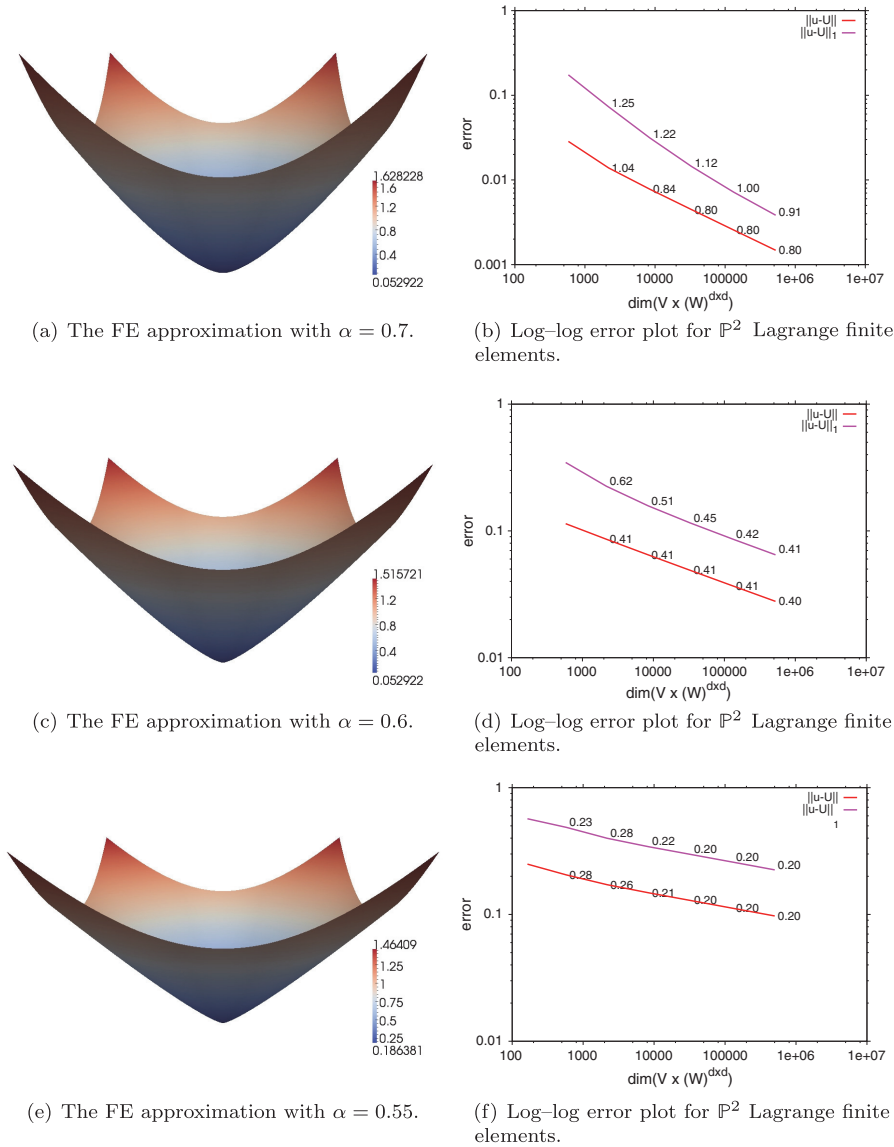 1.628228
1.6
1.2
0.8
0.4
0.052922
(a) The FE approximation with α = 0.7.
1
0.1
0.01
0.001
error
||u-U||
||u-U||1
1.25
1.22
1.12
1.00
0.91
1.04
0.84
0.80
0.80
0.80
100
1000
10000
100000
1e+06
1e+07
dim(V x (W)^dxd)
(b) Log–log error plot for ℙ² Lagrange finite
elements.
1.515721
1.2
0.8
0.4
0.052922
(c) The FE approximation with α = 0.6.
1
0.1
0.01
error
||u-U||
||u-U||1
0.62
0.51
0.45
0.42
0.41
0.41
0.41
0.41
0.41
0.40
100
1000
10000
100000
1e+06
1e+07
dim(V x (W)^dxd)
(d) Log–log error plot for ℙ² Lagrange finite
elements.
1.46409
1.25
1
0.75
0.5
0.25
0.186381
(e) The FE approximation with α = 0.55.
1
0.1
0.01
error
||u-U||
||u-U||
1
0.23
0.28
0.22
0.20
0.20
0.20
0.28
0.26
0.21
0.20
0.20
0.20
100
1000
10000
100000
1e+06
1e+07
dim(V x (W)^dxd)
(f) Log–log error plot for ℙ² Lagrange finite
elements.